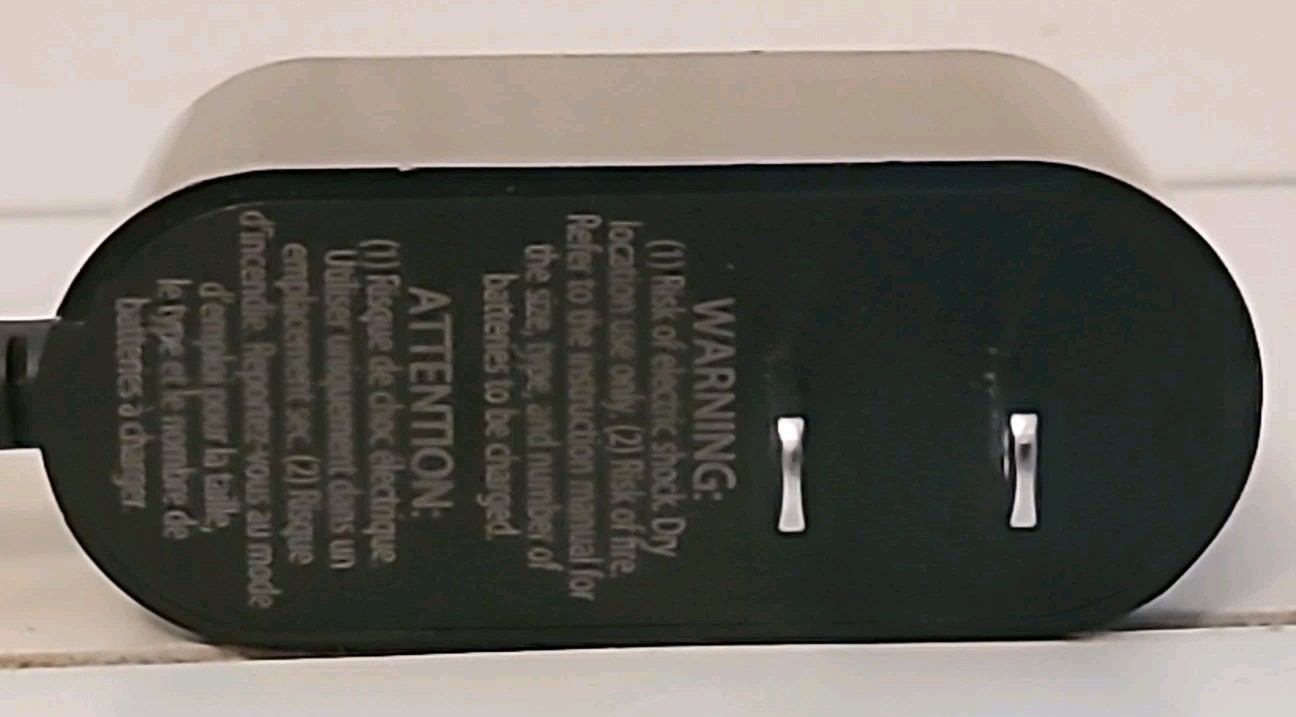 WARNING:
(1) Risk of electric shock. Dry
location use only. (2) Risk of fire.
Refer to the instruction manual for
the size, type, and number of
batteries to be charged.
ATTENTION:
(1) Risque de choc électrique.
Utiliser uniquement dans un
emplacement sec. (2) Risque
d'incendie. Reportez-vous au mode
d'emploi pour la taille,
le type et le nombre de
batteries à charger.